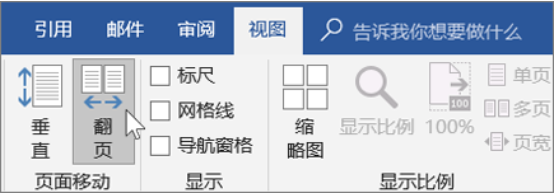 引用 邮件 审阅 视图 告诉我你想要做什么
垂直
翻页
标尺
网格线
导航窗格
缩略图
显示比例
100
100%
单页
多页
页宽
页面移动 显示 显示比例